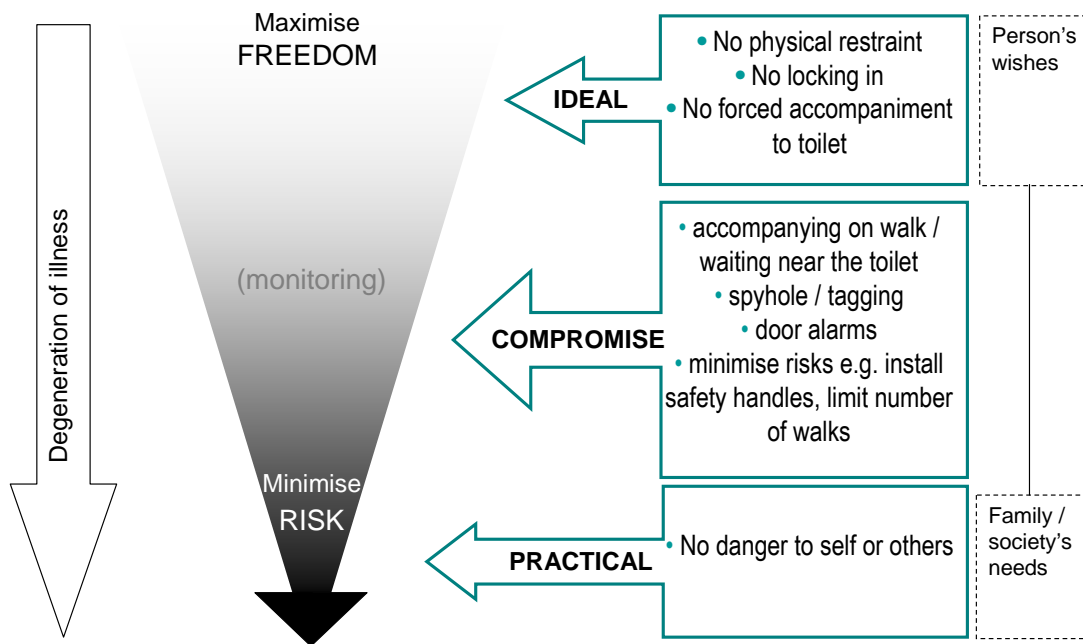 Degeneration of illness
Maximise
FREEDOM
(monitoring)
Minimise
RISK
IDEAL
• No physical restraint
• No locking in
• No forced accompaniment
to toilet
Person's
wishes
COMPROMISE
• accompanying on walk /
waiting near the toilet
• spyhole / tagging
• door alarms
• minimise risks e.g. install
safety handles, limit number
of walks
PRACTICAL
• No danger to self or others
Family /
society's
needs